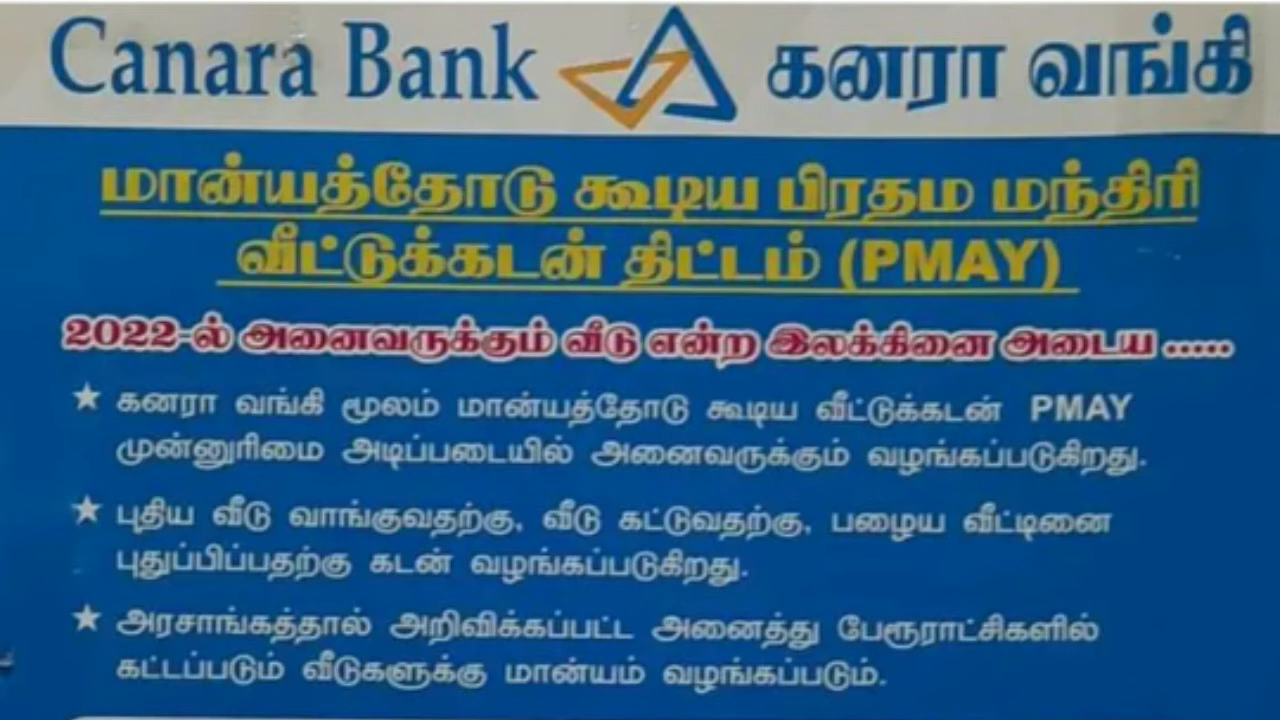 Canara Bank கனரா வங்கி
மான்யத்தோடு கூடிய பிரதம மந்திரி
வீட்டுக்கடன் திட்டம் (PMAY)
2022-ல் அனைவருக்கும் வீடு என்ற இலக்கினை அடைய .....
★ கனரா வங்கி மூலம் மான்யத்தோடு கூடிய வீட்டுக்கடன் PMAY
முன்னுரிமை அடிப்படையில் அனைவருக்கும் வழங்கப்படுகிறது.
★ புதிய வீடு வாங்குவதற்கு, வீடு கட்டுவதற்கு, பழைய வீட்டினை
புதுப்பிப்பதற்கு கடன் வழங்கப்படுகிறது.
★ அரசாங்கத்தால் அறிவிக்கப்பட்ட அனைத்து பேரூராட்சிகளில்
கட்டப்படும் வீடுகளுக்கு மான்யம் வழங்கப்படும்.